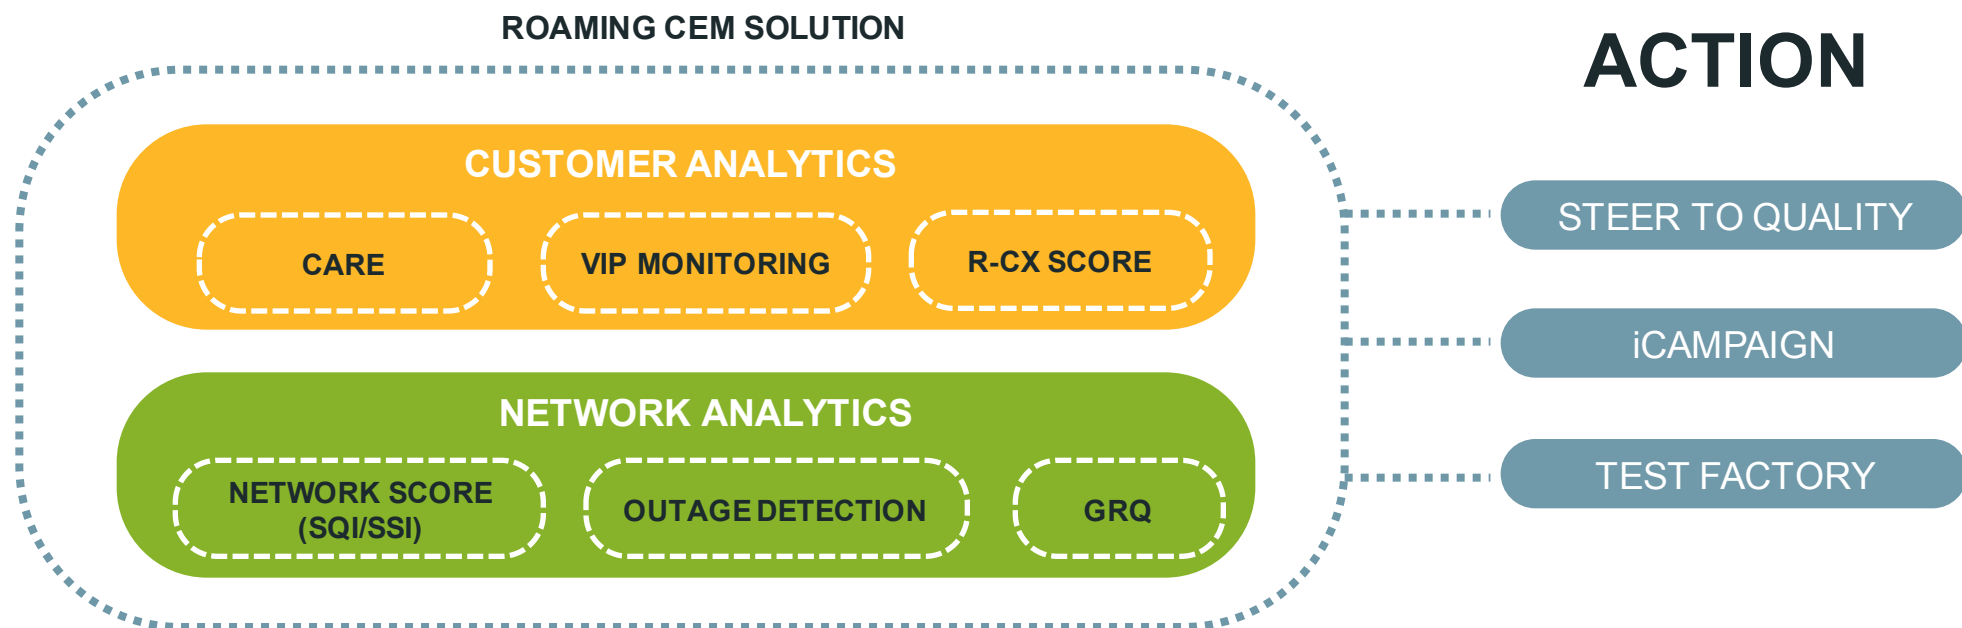 ROAMING CEM SOLUTION
ACTION
CUSTOMER ANALYTICS
CARE
VIP MONITORING
R-CX SCORE
NETWORK ANALYTICS
NETWORK SCORE
(SQI/SSI)
OUTAGE DETECTION
GRQ
STEER TO QUALITY
iCAMPAIGN
TEST FACTORY